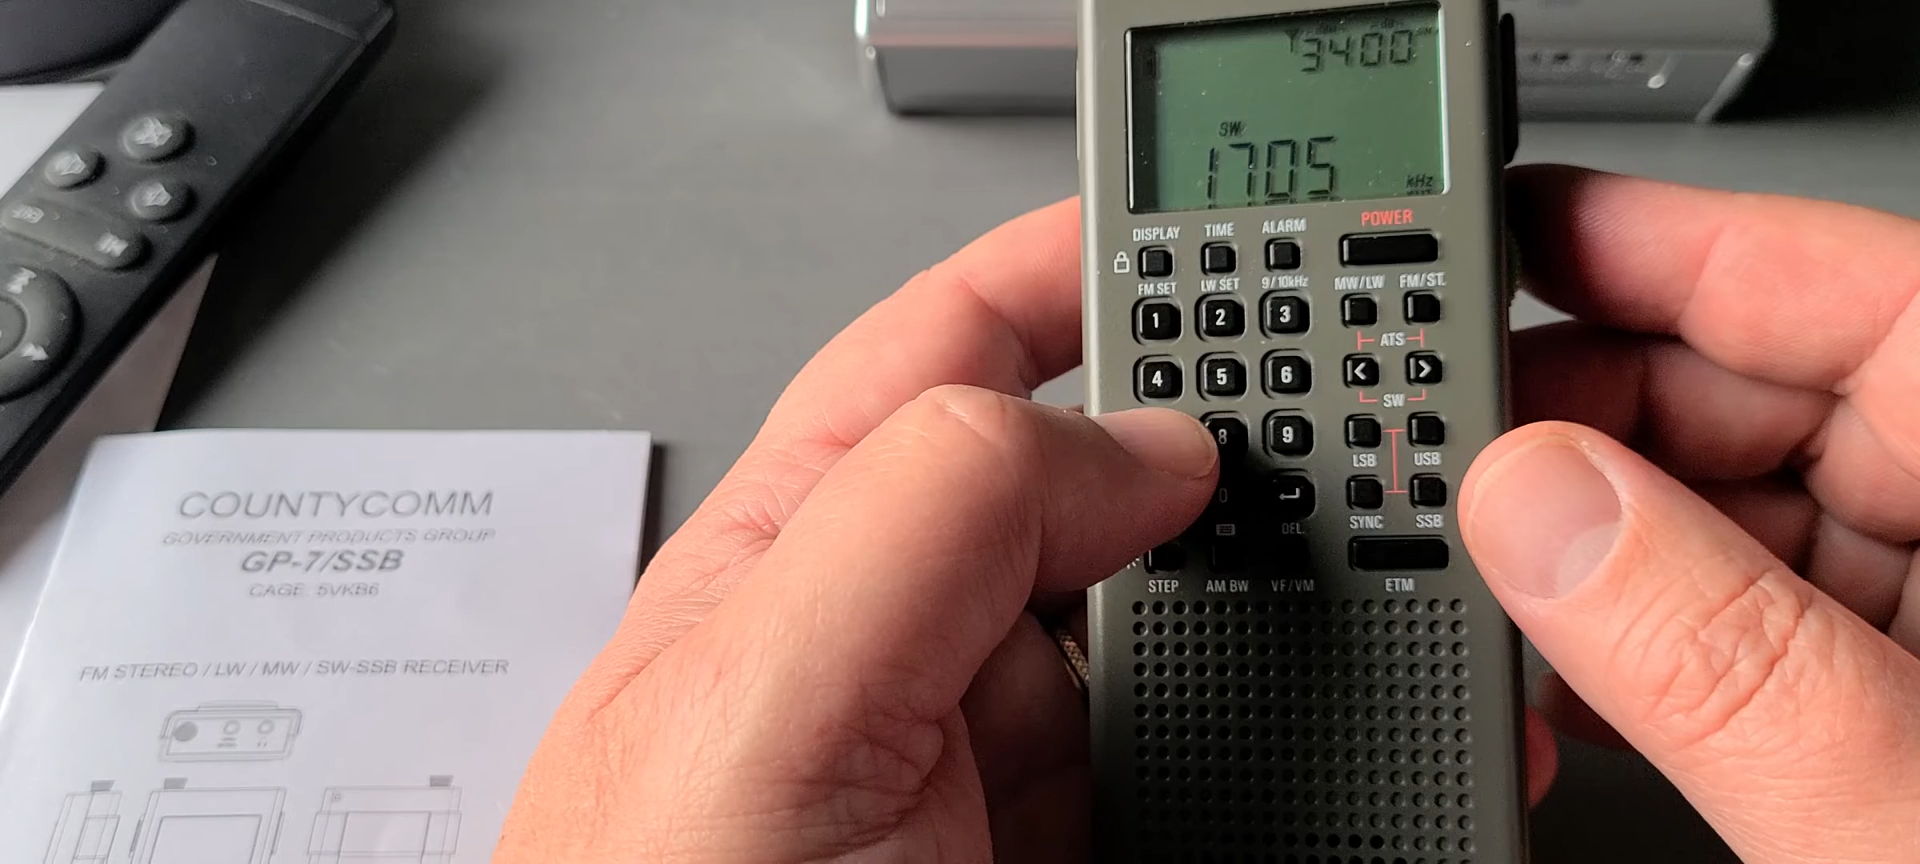 3400
SW
1705
kHz
POWER
DISPLAY TIME ALARM
FM SET LW SET 9/10kHz MW/LW FM/ST.
1 2 3
ATS
4 5 6 < >
SW
8 9
LSB USB
0
SYNC SSB
DEL
STEP AM BW VF/VM ETM
COUNTYCOMM
GOVERNMENT PRODUCTS GROUP
GP-7/SSB
CAGE: 5VKB6
FM STEREO / LW / MW / SW-SSB RECEIVER